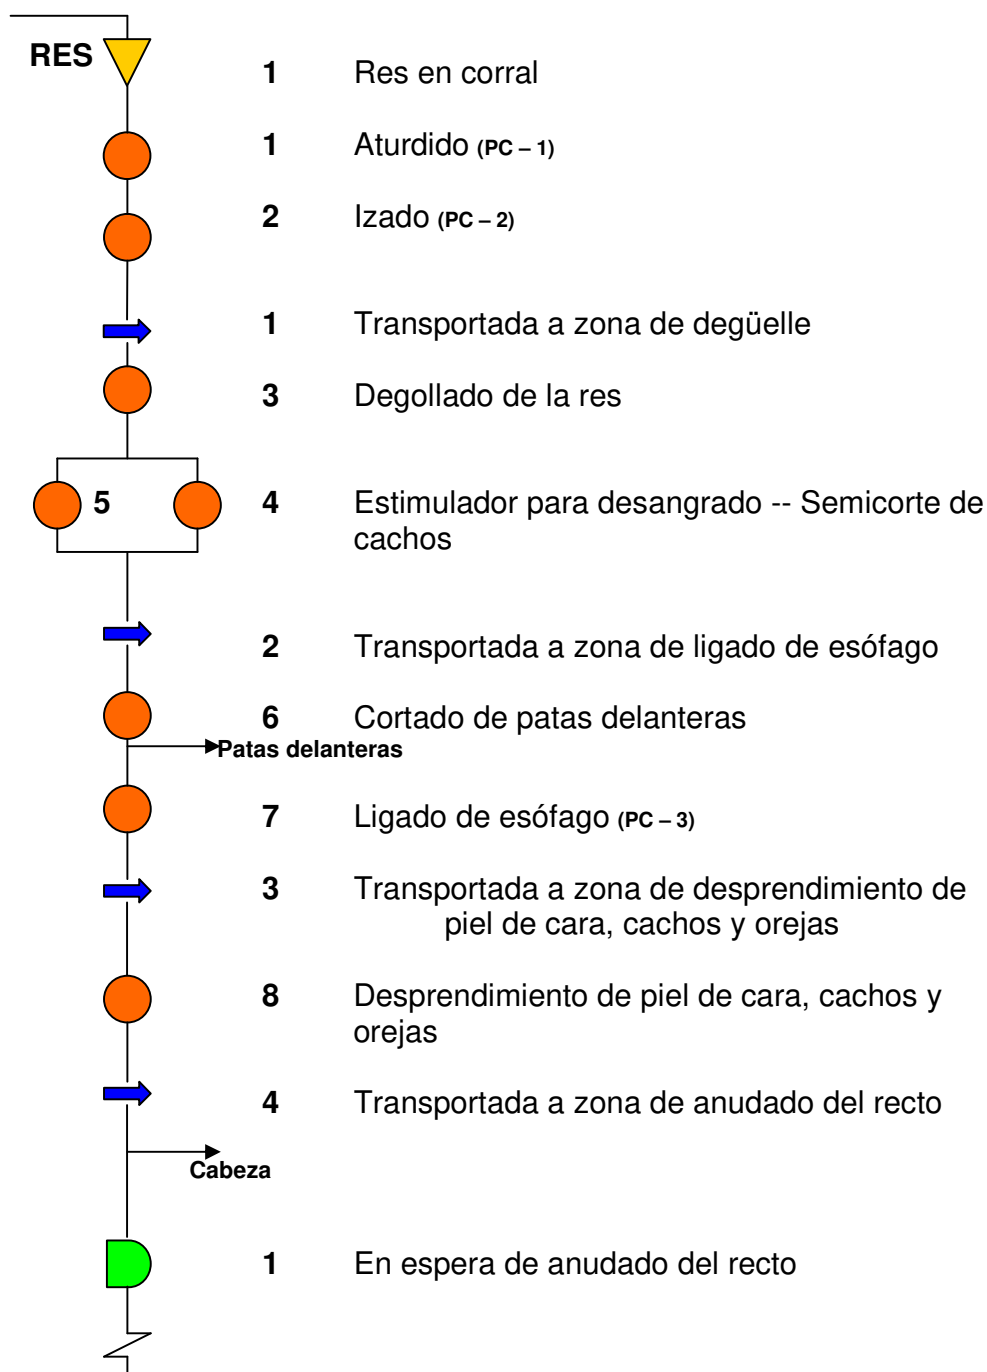 RES
1 Res en corral
1 Aturdido (PC – 1)
2 Izado (PC – 2)
1 Transportada a zona de degüelle
3 Degollado de la res
5 4 Estimulador para desangrado -- Semicorte de
cachos
2 Transportada a zona de ligado de esófago
6 Cortado de patas delanteras
Patas delanteras
7 Ligado de esófago (PC – 3)
3 Transportada a zona de desprendimiento de
piel de cara, cachos y orejas
8 Desprendimiento de piel de cara, cachos y
orejas
4 Transportada a zona de anudado del recto
Cabeza
1 En espera de anudado del recto